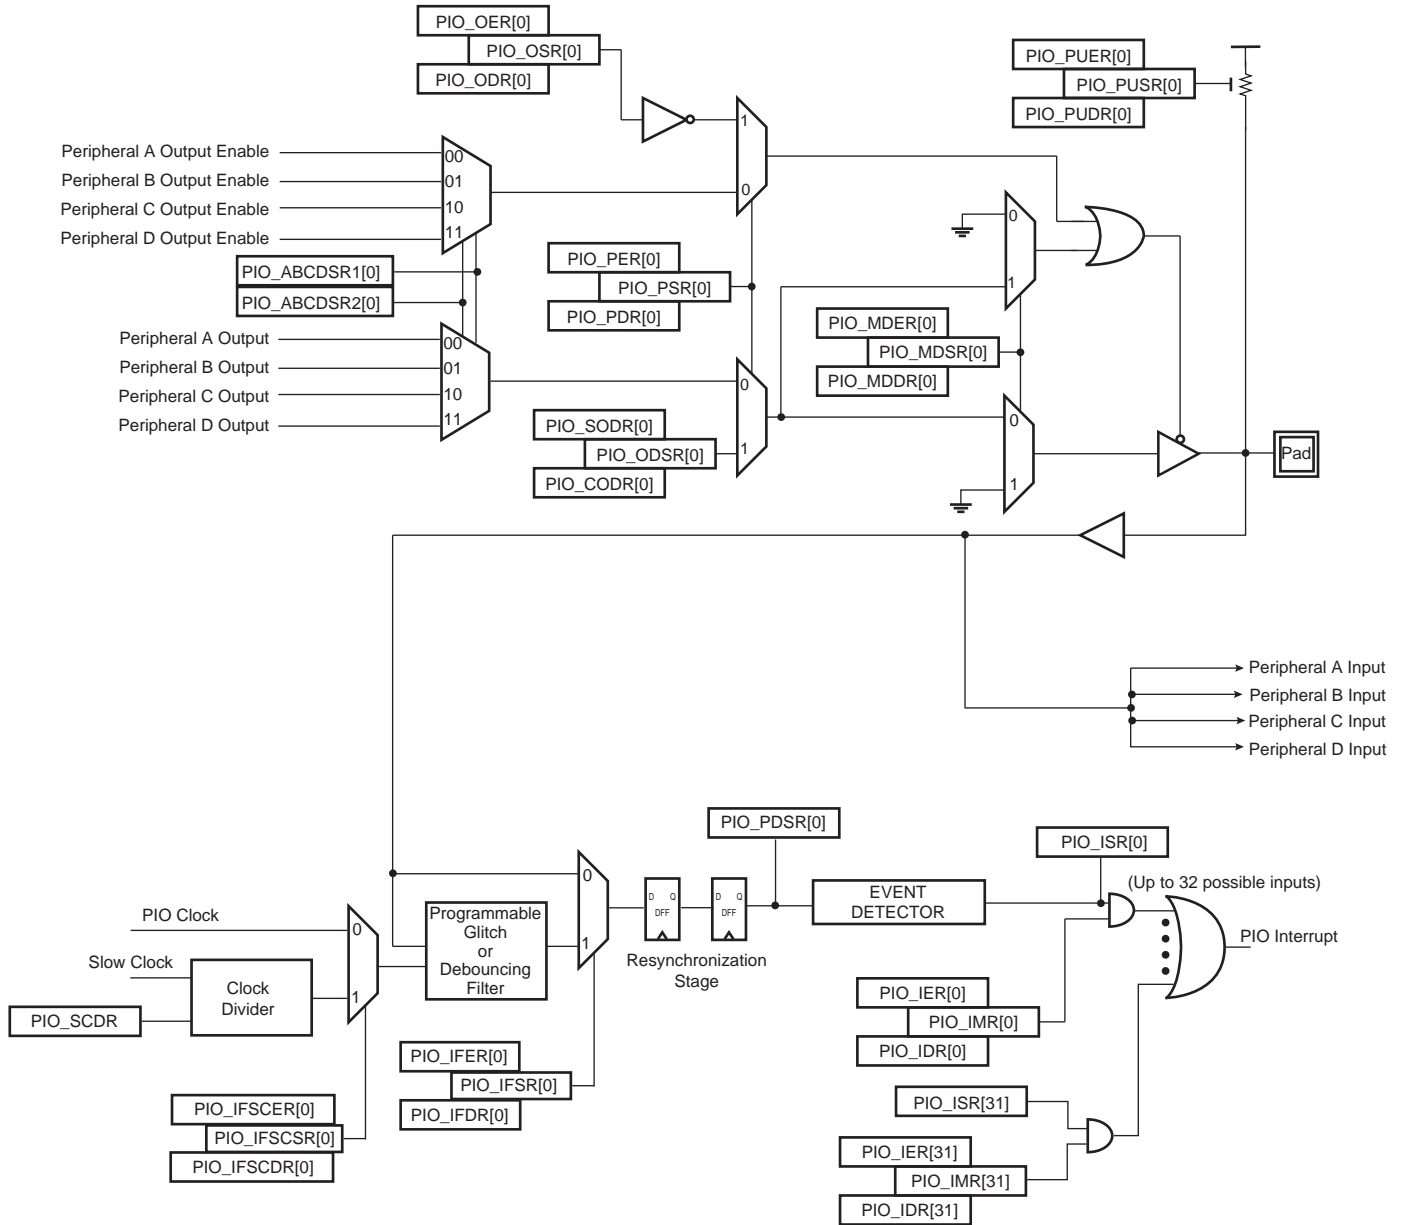 PIO_OER[0]
PIO_OSR[0]
PIO_ODR[0]
PIO_PUER[0]
PIO_PUSR[0]
PIO_PUDR[0]
1
0
Peripheral A Output Enable
Peripheral B Output Enable
Peripheral C Output Enable
Peripheral D Output Enable
00
01
10
11
PIO_ABCDSR1[0]
PIO_ABCDSR2[0]
PIO_PER[0]
PIO_PSR[0]
PIO_PDR[0]
0
1
PIO_MDER[0]
PIO_MDSR[0]
PIO_MDDR[0]
Peripheral A Output
Peripheral B Output
Peripheral C Output
Peripheral D Output
00
01
10
11
0
1
PIO_SODR[0]
PIO_ODSR[0]
PIO_CODR[0]
0
1
Pad
Peripheral A Input
Peripheral B Input
Peripheral C Input
Peripheral D Input
PIO_PDSR[0]
PIO_ISR[0]
(Up to 32 possible inputs)
0
1
D Q
DFF
D Q
DFF
Resynchronization
Stage
EVENT
DETECTOR
PIO Interrupt
PIO Clock
Slow Clock
0
1
Programmable
Glitch
or
Debouncing
Filter
Clock
Divider
PIO_SCDR
PIO_IER[0]
PIO_IMR[0]
PIO_IDR[0]
PIO_IFER[0]
PIO_IFSR[0]
PIO_IFDR[0]
PIO_IFSCER[0]
PIO_IFSCSR[0]
PIO_IFSCDR[0]
PIO_ISR[31]
PIO_IER[31]
PIO_IMR[31]
PIO_IDR[31]